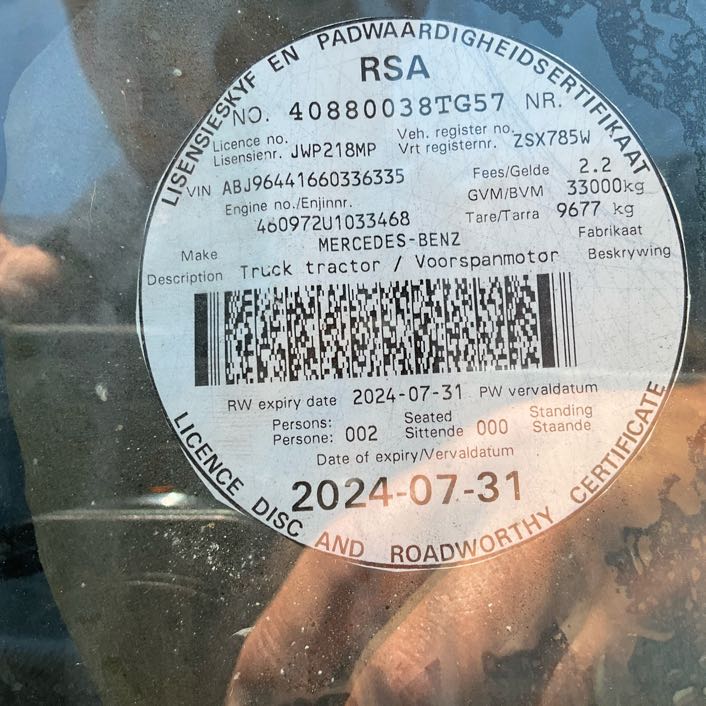 LISENSIESKYF EN PADWAARDIGHEIDSERTIFIKAAT
RSA
NO. 40880038TG57 NR.
Licence no. Veh. register no.
Lisensienr. JWP218MP Vrt registernr. ZSX785W
VIN ABJ96441660336335 Fees/Gelde 2.2
Engine no./Enjinnr. GVM/BVM 33000kg
460972U1033468 Tare/Tarra 9677 kg
Make MERCEDES-BENZ Fabrikaat
Description Truck tractor / Voorspanmotor Beskrywing
RW expiry date 2024-07-31 PW vervaldatum
Persons: Seated Standing
Persone: 002 Sittende 000 Staande
Date of expiry/Vervaldatum
2024-07-31
LICENCE DISC AND ROADWORTHY CERTIFICATE